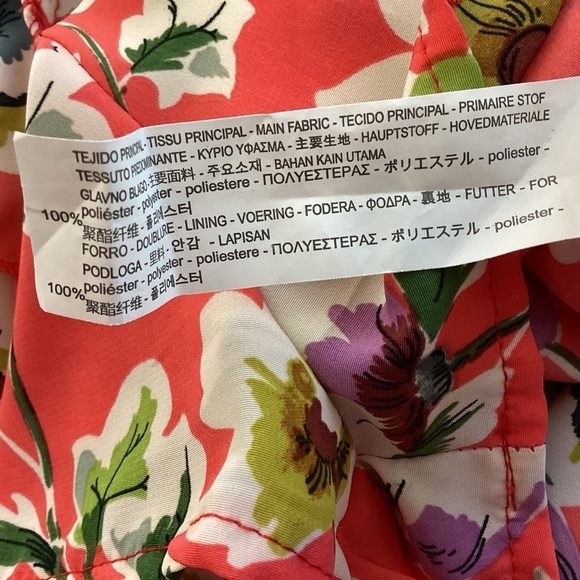 TEJIDO PRINCIPAL - TISSU PRINCIPAL - MAIN FABRIC - TECIDO PRINCIPAL - PRIMAIRE STOF
TESSUTO PREDOMINANTE - ΚΥΡΙΟ ΥΦΑΣΜΑ - 主要生地 - HAUPTSTOFF - HOVEDMATERIALE
GLAVNO BLAGO - 主要面料 - 주요소재 - BAHAN KAIN UTAMA
100% poliéster - polyester - poliestere - ΠΟΛΥΕΣΤΕΡΑΣ - ポリエステル - polyester -
聚酯纤维 - 폴리에스터
FORRO - DOUBLURE - LINING - VOERING - FODERA - ΦΟΔΡΑ - 裏地 - FUTTER - FOR
PODLOGA - 里料 - 안감 - LAPISAN
100% poliéster - polyester - poliestere - ΠΟΛΥΕΣΤΕΡΑΣ - ポリエステル - polyester -
聚酯纤维 - 폴리에스터